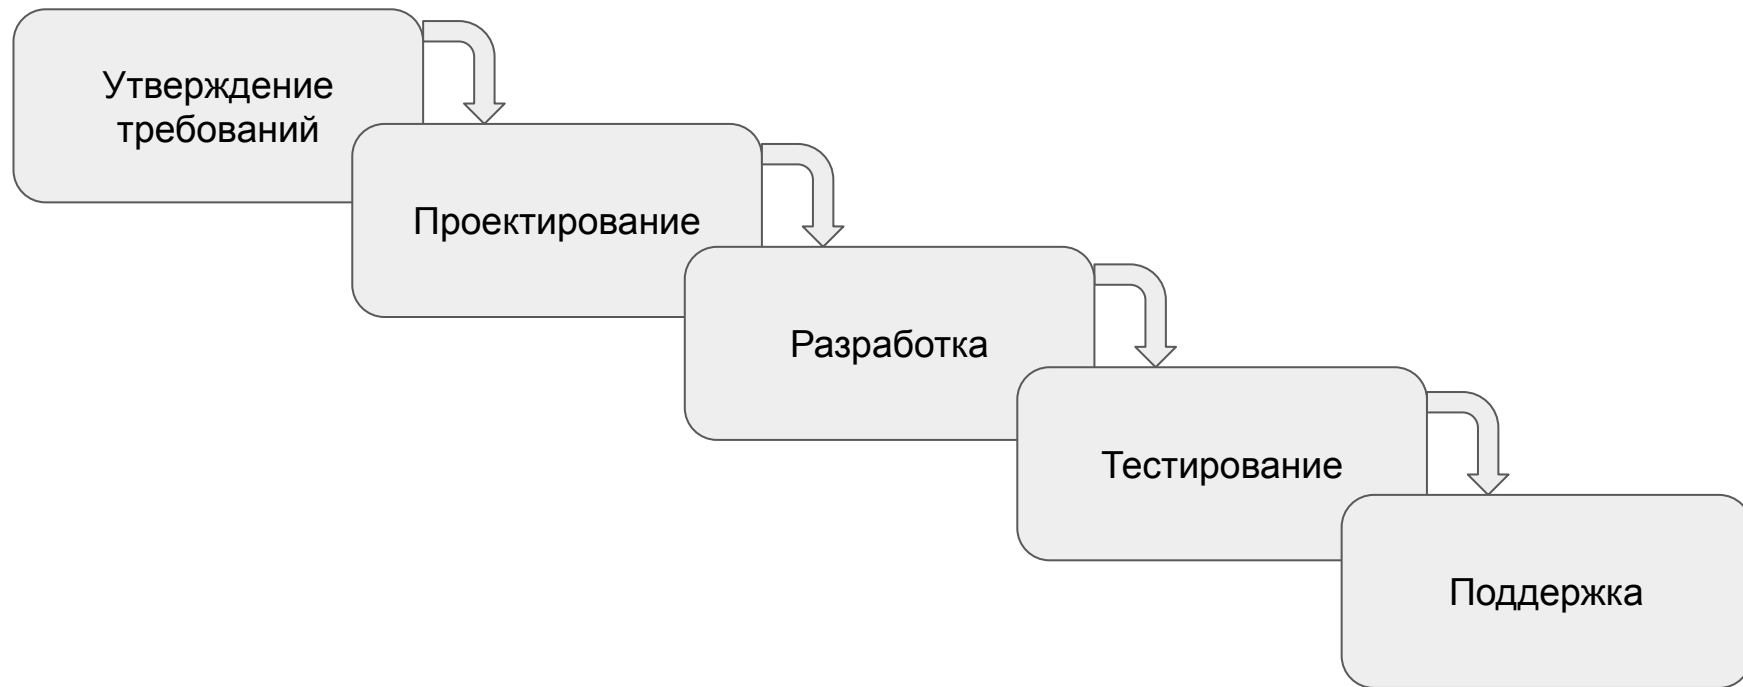 Утверждение
требований
Проектирование
Разработка
Тестирование
Поддержка